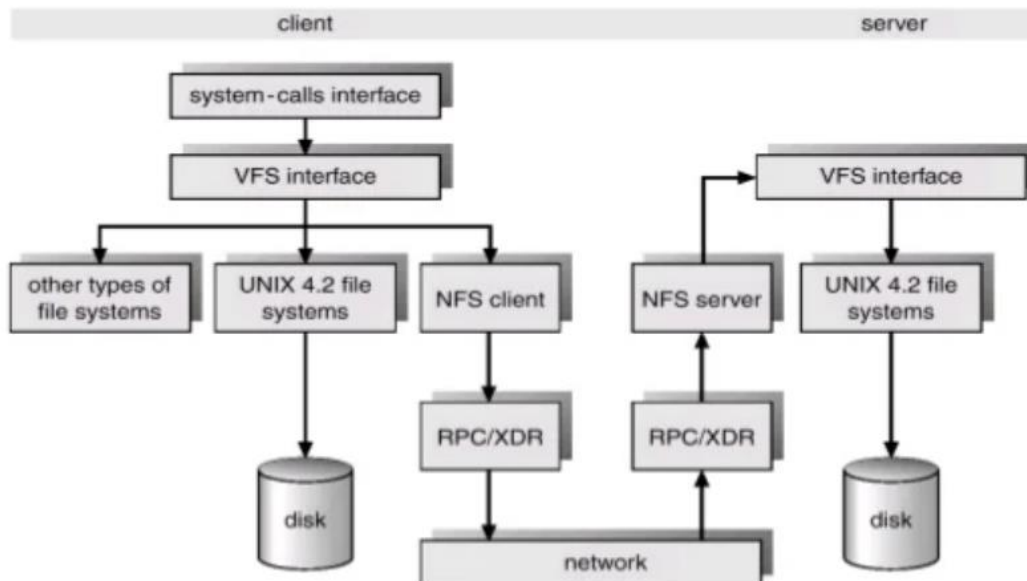 client
server
system-calls interface
VFS interface
VFS interface
other types of
file systems
UNIX 4.2 file
systems
NFS client
NFS server
UNIX 4.2 file
systems
RPC/XDR
RPC/XDR
disk
disk
network